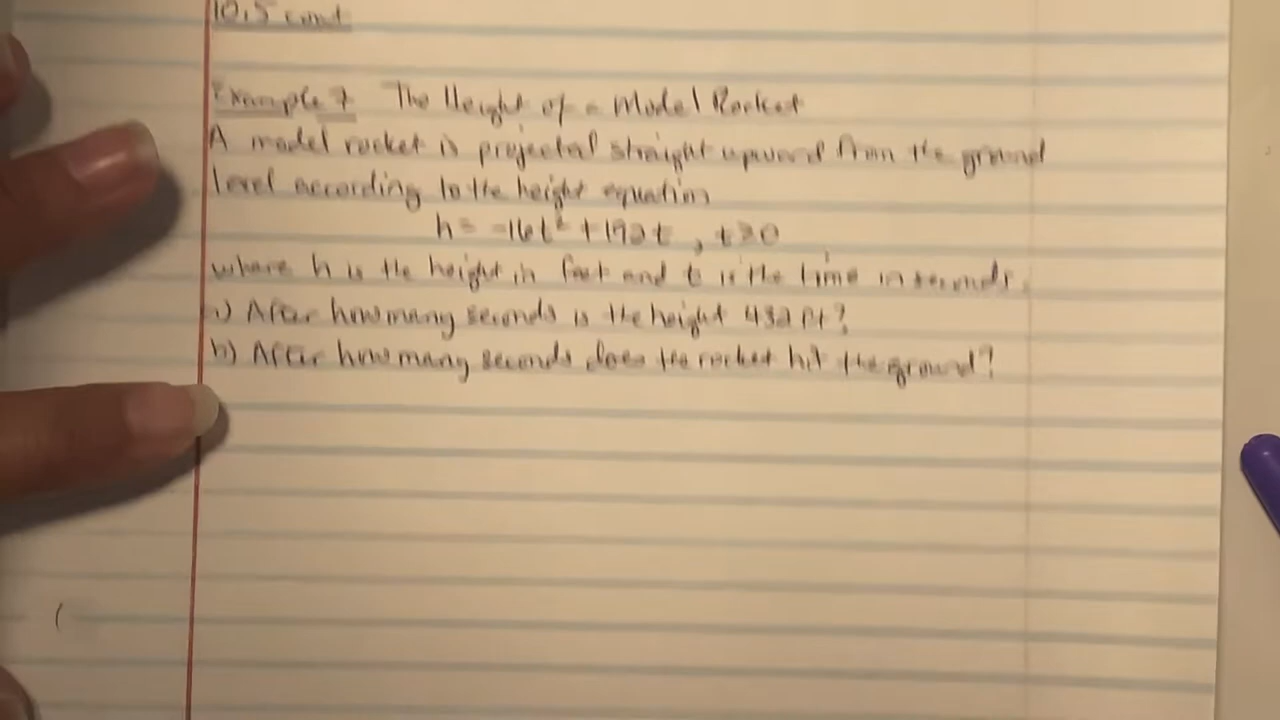 10.5 cont
Example 7 The Height of a Model Rocket
A model rocket is projectal straight upward from the ground
level according to the height equation
h = -16t² + 192t , t ≥ 0
where h is the height in feet and t is the time in seconds.
a) After how many seconds is the height 432 ft?
b) After how many seconds does the rocket hit the ground?
(